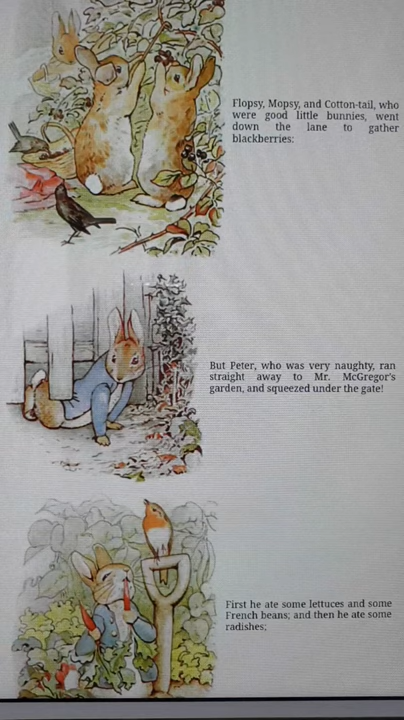 Flopsy, Mopsy, and Cotton-tail, who
were good little bunnies, went
down the lane to gather
blackberries:
But Peter, who was very naughty, ran
straight away to Mr. McGregor's
garden, and squeezed under the gate!
First he ate some lettuces and some
French beans; and then he ate some
radishes;